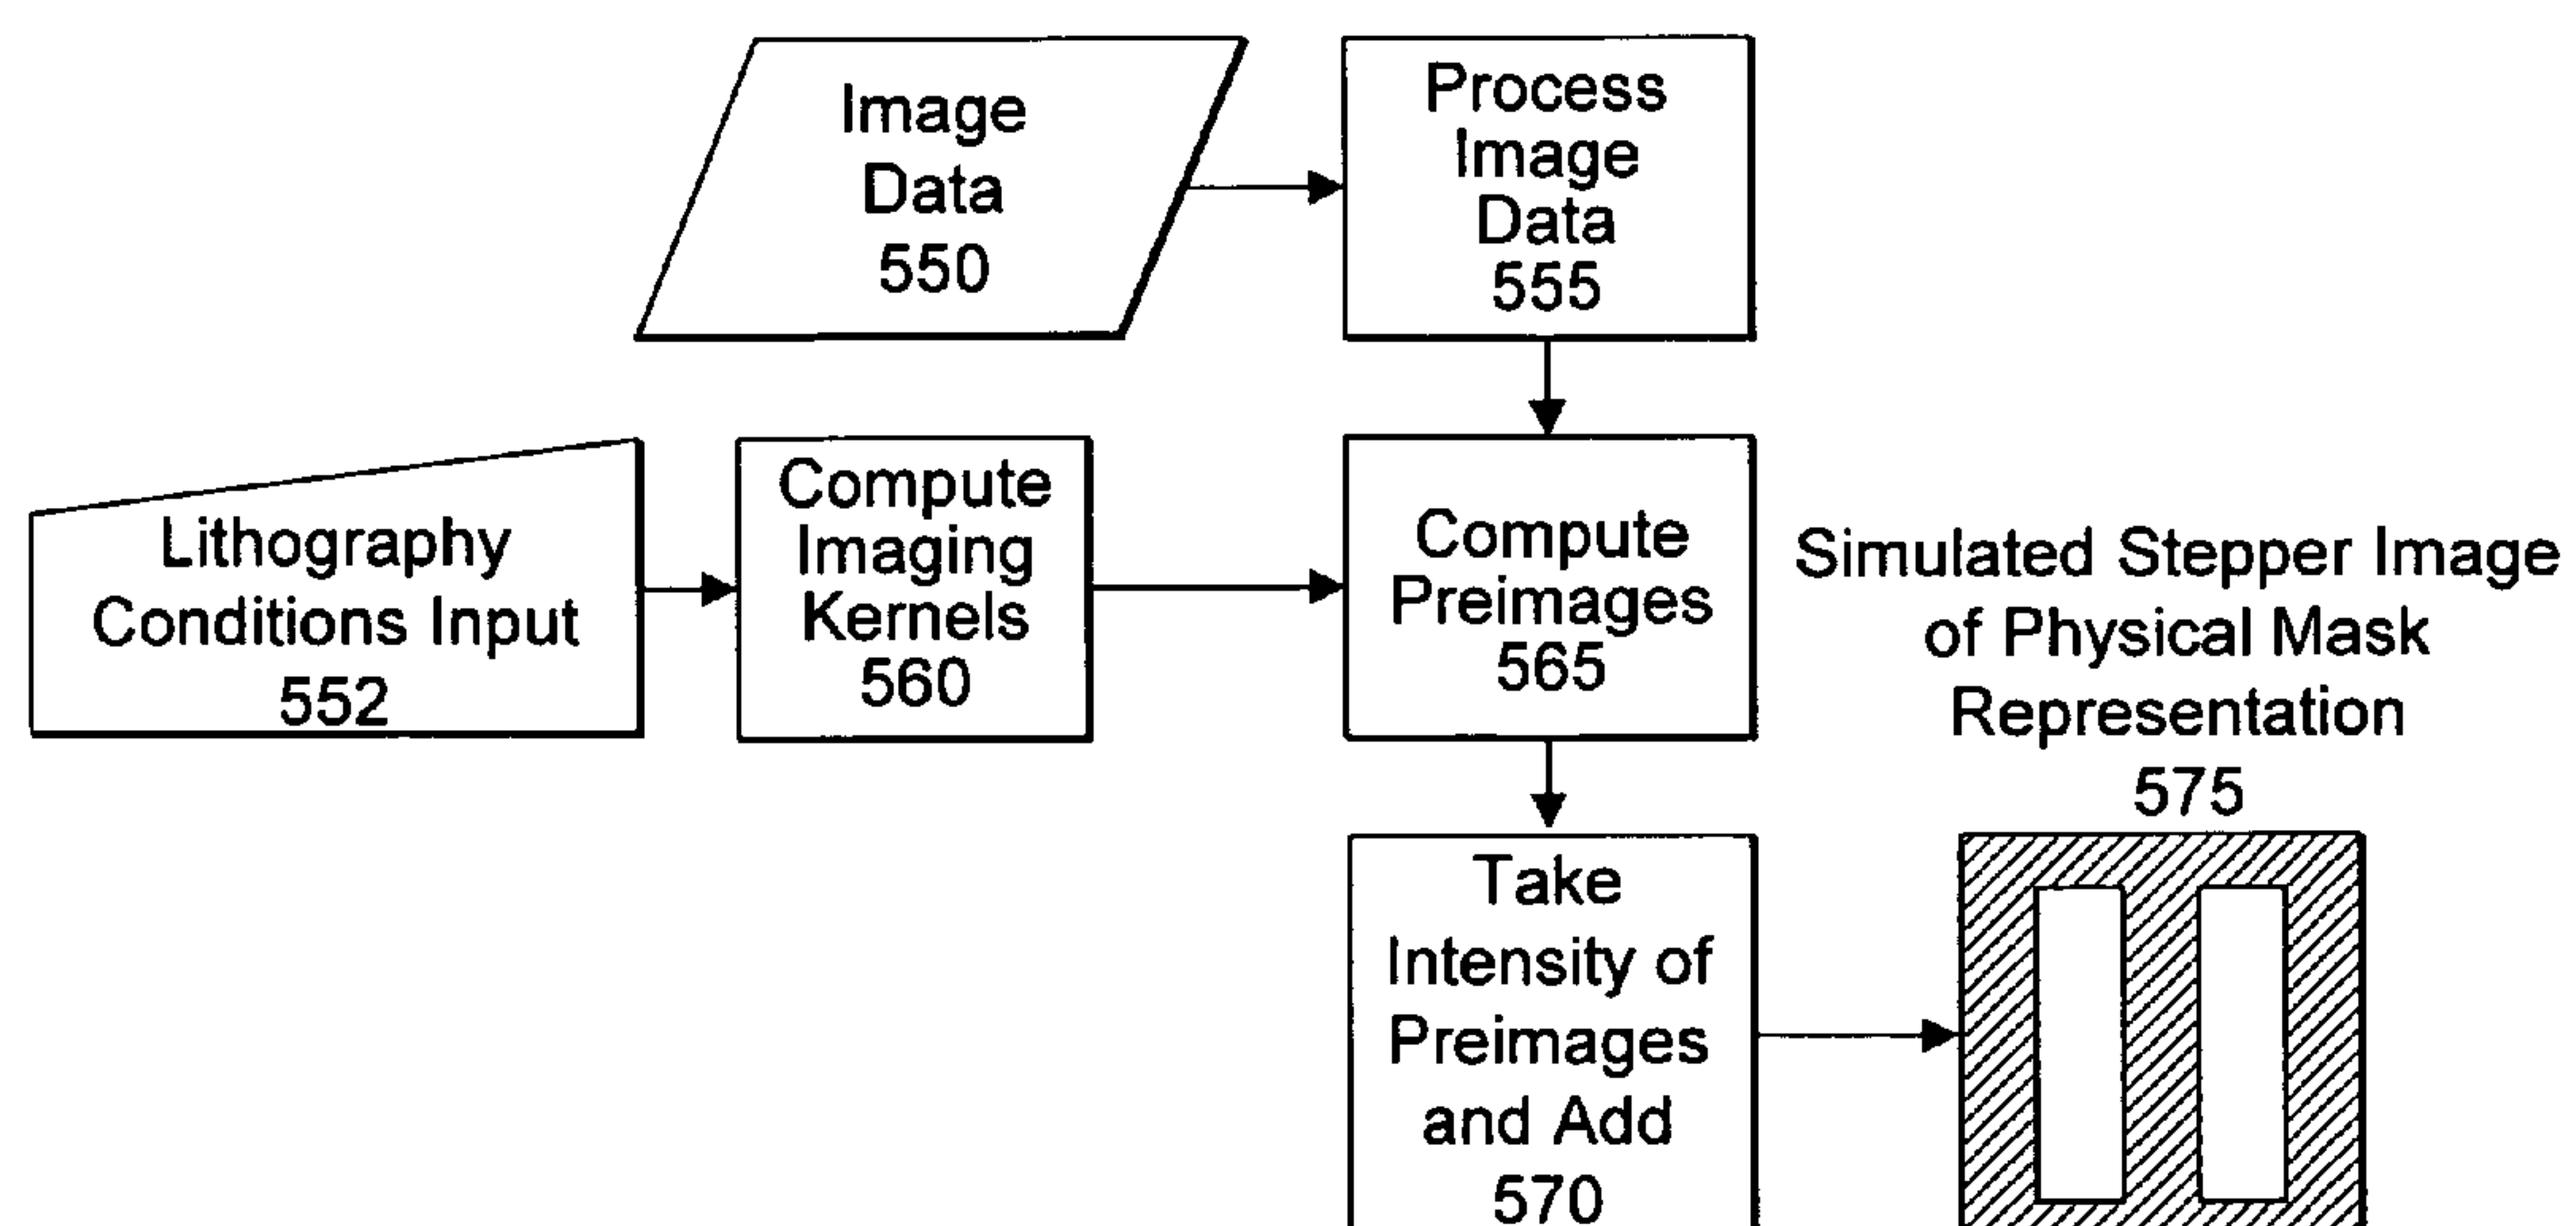 Image
Data
550
Process
Image
Data
555
Lithography
Conditions Input
552
Compute
Imaging
Kernels
560
Compute
Preimages
565
Simulated Stepper Image
of Physical Mask
Representation
575
Take
Intensity of
Preimages
and Add
570